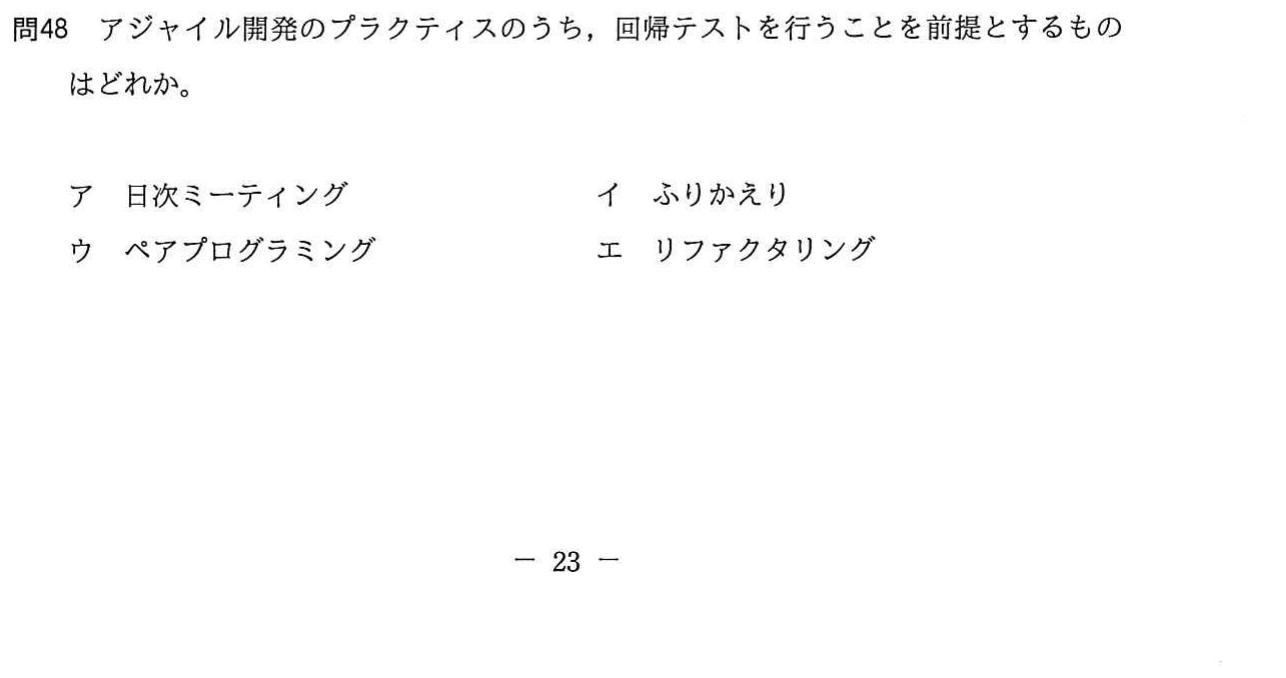 問48　アジャイル開発のプラクティスのうち，回帰テストを行うことを前提とするもの
はどれか。
ア　日次ミーティング　イ　ふりかえり
ウ　ペアプログラミング　エ　リファクタリング
－ 23 －